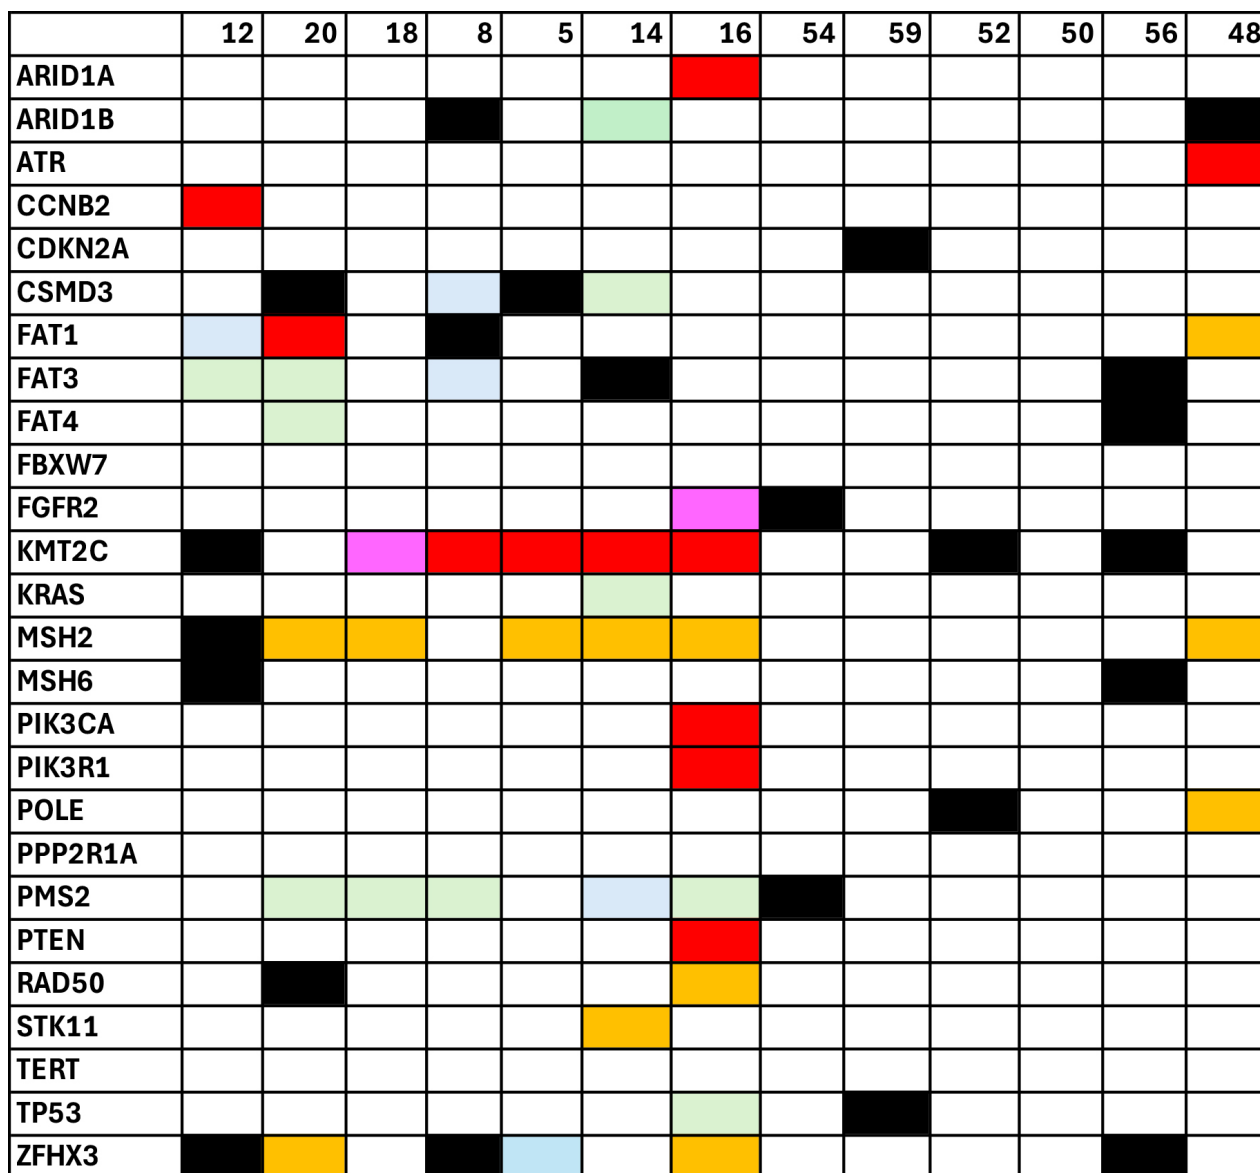 12 20 18 8 5 14 16 54 59 52 50 56 48
ARID1A
ARID1B
ATR
CCNB2
CDKN2A
CSMD3
FAT1
FAT3
FAT4
FBXW7
FGFR2
KMT2C
KRAS
MSH2
MSH6
PIK3CA
PIK3R1
POLE
PPP2R1A
PMS2
PTEN
RAD50
STK11
TERT
TP53
ZFHX3